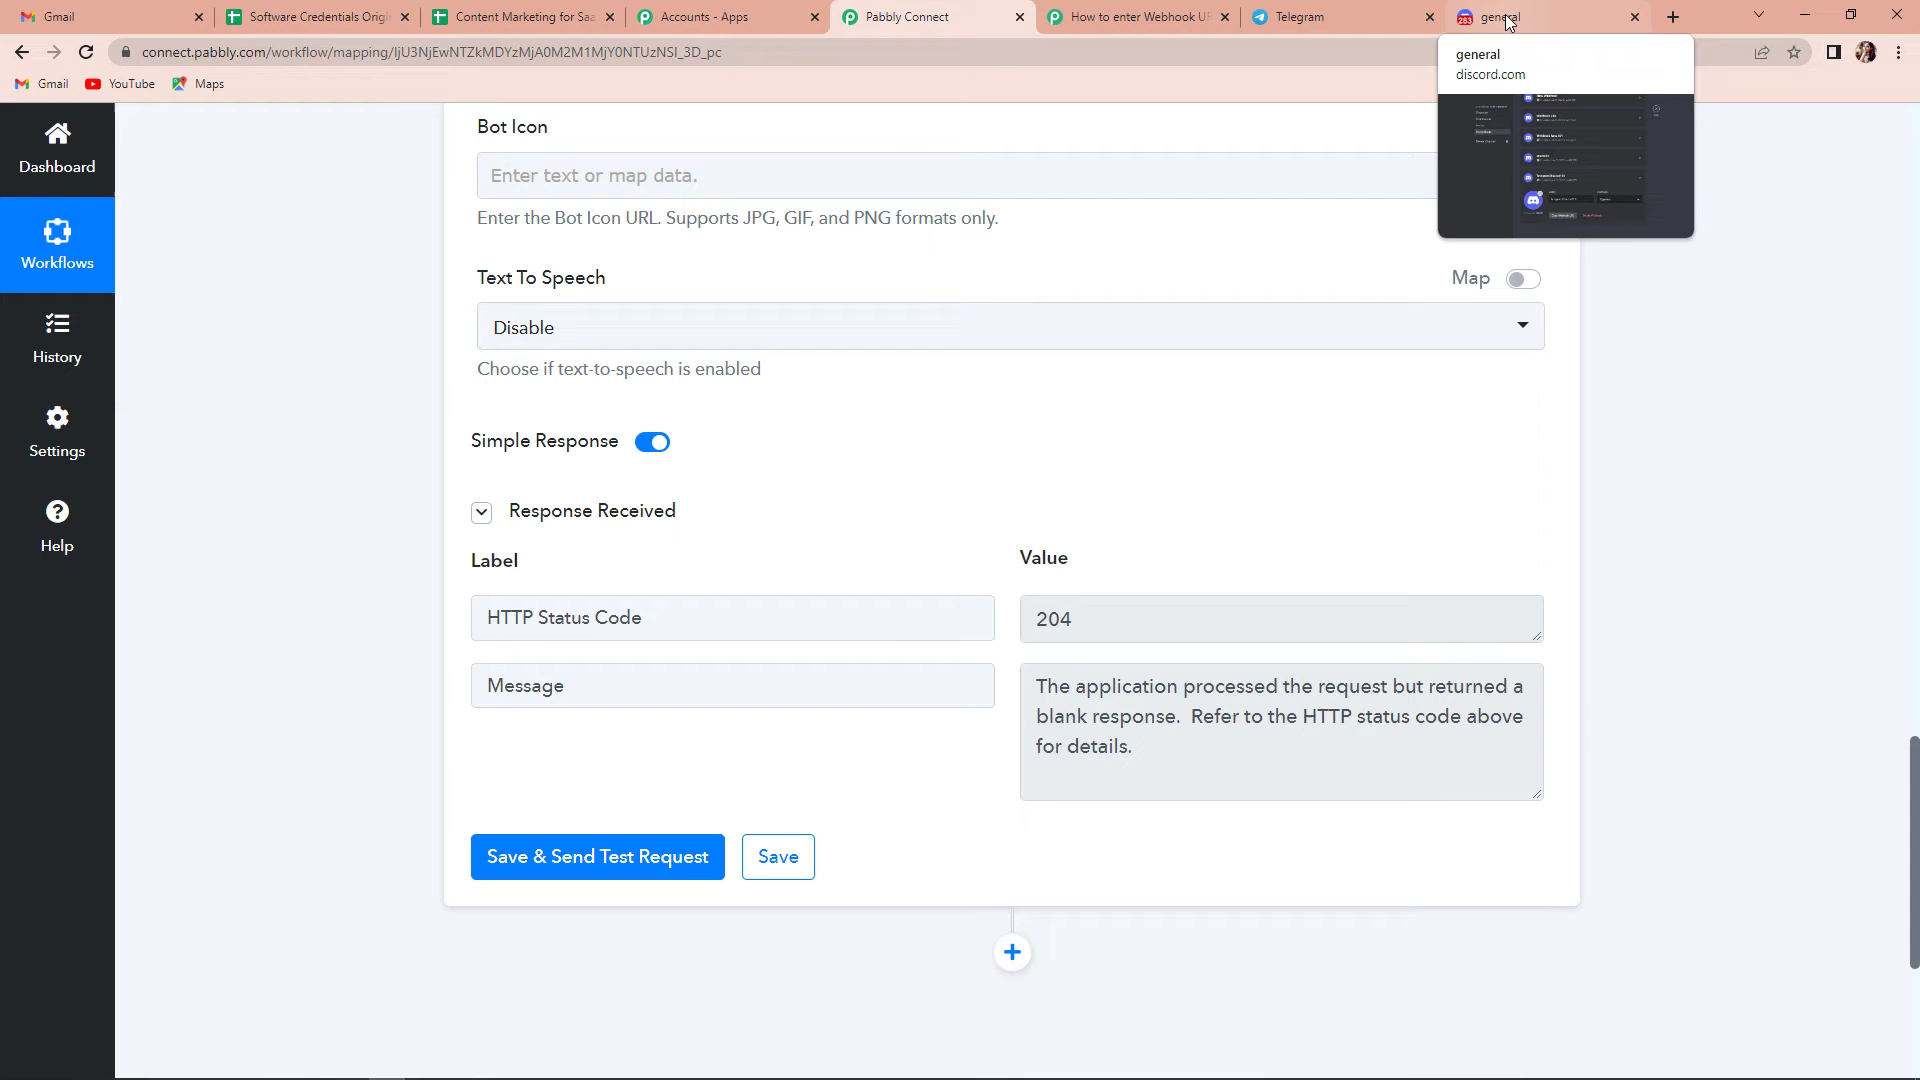 Gmail
Software Credentials Origi
Content Marketing for Saa
Accounts - Apps
Pabbly Connect
How to enter Webhook UR
Telegram
283
general
connect.pabbly.com/workflow/mapping/IjU3NjEwNTZkMDYzMjA0M2M1MjY0NTUzNSI_3D_pc
general
discord.com
Gmail
YouTube
Maps
Dashboard
Workflows
History
Settings
Help
Bot Icon
Enter text or map data.
Enter the Bot Icon URL. Supports JPG, GIF, and PNG formats only.
Text To Speech
Map
Disable
Choose if text-to-speech is enabled
Simple Response
Response Received
Label
Value
HTTP Status Code
204
Message
The application processed the request but returned a
blank response. Refer to the HTTP status code above
for details.
Save & Send Test Request
Save